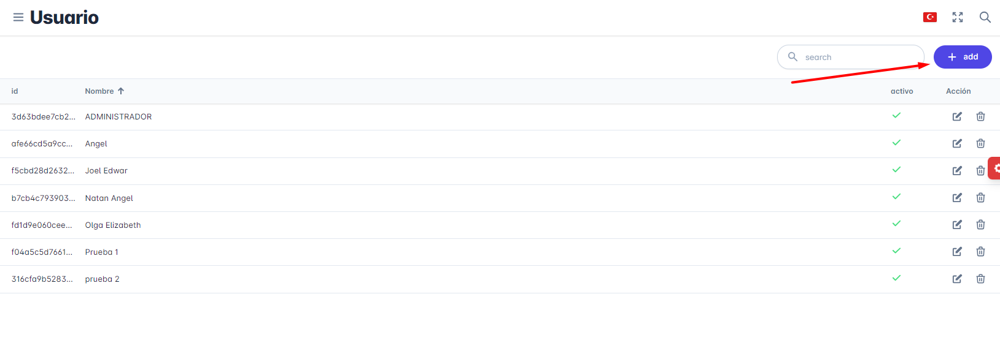 Usuario
search
add
id Nombre activo Acción
3d63bdee7cb2... ADMINISTRADOR
afe66cd5a9cc... Angel
f5cbd28d2632... Joel Edwar
b7cb4c793903... Natan Angel
fd1d9e060cee... Olga Elizabeth
f04a5c5d7661... Prueba 1
316cfa9b5283... prueba 2